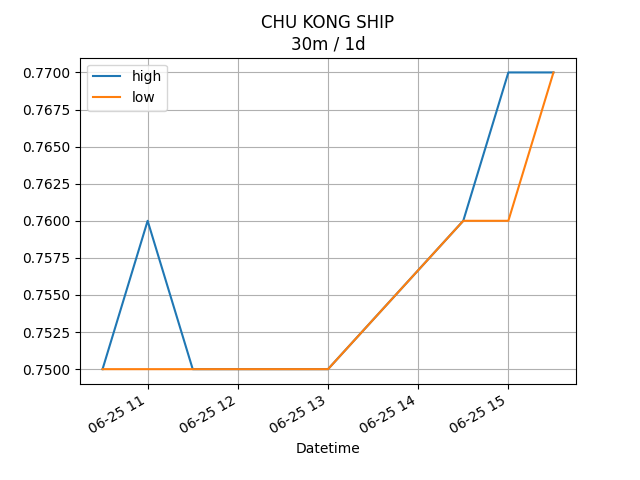 CHU KONG SHIP
30m / 1d
high
low
0.7700
0.7675
0.7650
0.7625
0.7600
0.7575
0.7550
0.7525
0.7500
06-25 11
06-25 12
06-25 13
06-25 14
06-25 15
Datetime